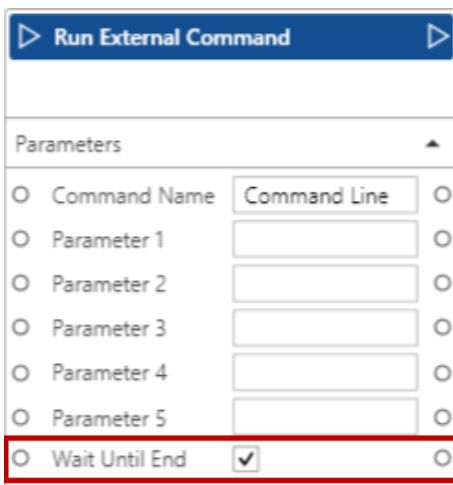 Run External Command
Parameters
Command Name Command Line
Parameter 1
Parameter 2
Parameter 3
Parameter 4
Parameter 5
Wait Until End